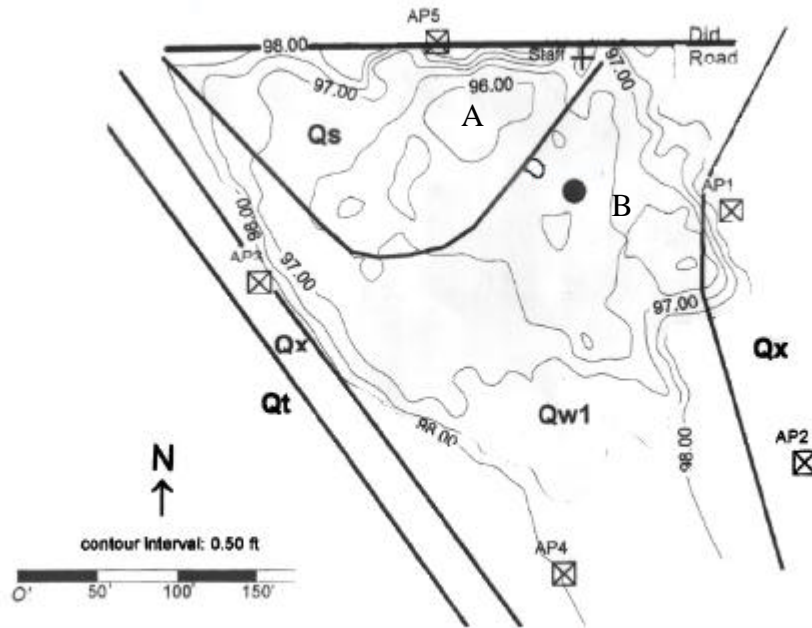 AP5
98.00
Staff
Dirt
Road
97.00
97.00
96.00
A
Qs
AP1
B
98.00
AP3
97.00
97.00
Qx
Qx
Qt
Qw1
98.00
98.00
AP2
N
contour interval: 0.50 ft
AP4
0' 50' 100' 150'